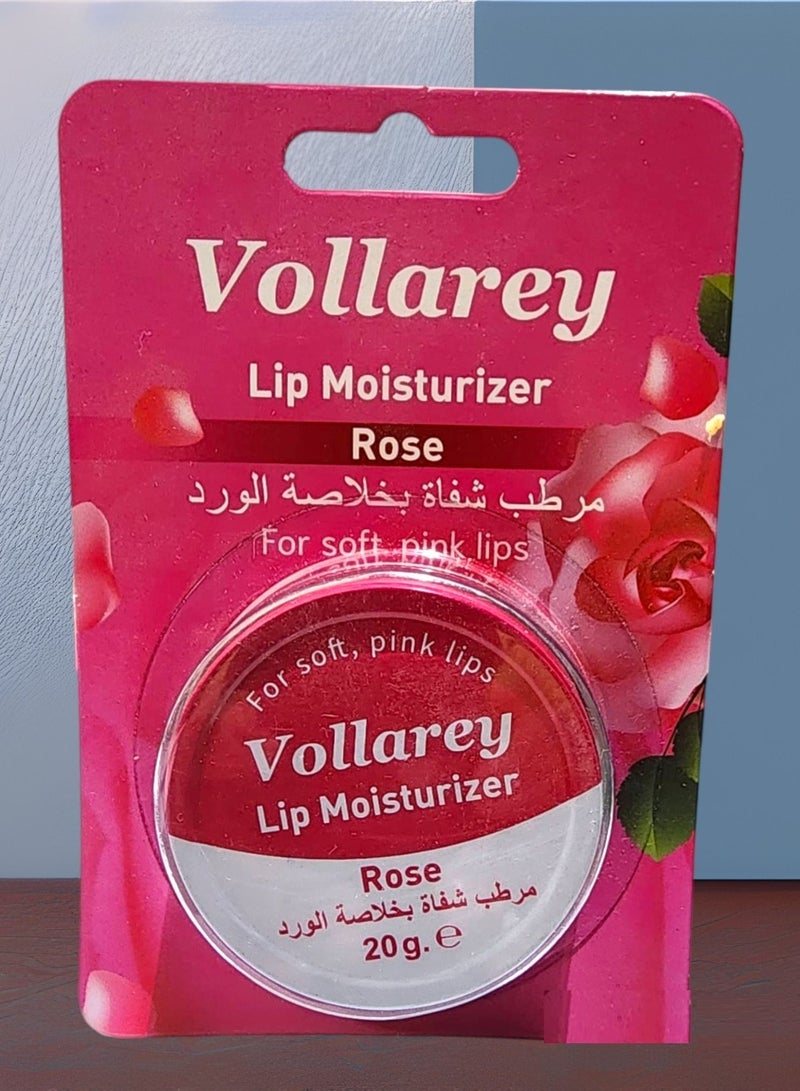 Vollarey
Lip Moisturizer
Rose
مرطب شفاة بخلاصة الورد
For soft, pink lips
For soft, pink lips
Vollarey
Lip Moisturizer
Rose
مرطب شفاة بخلاصة الورد
20 g. ℮